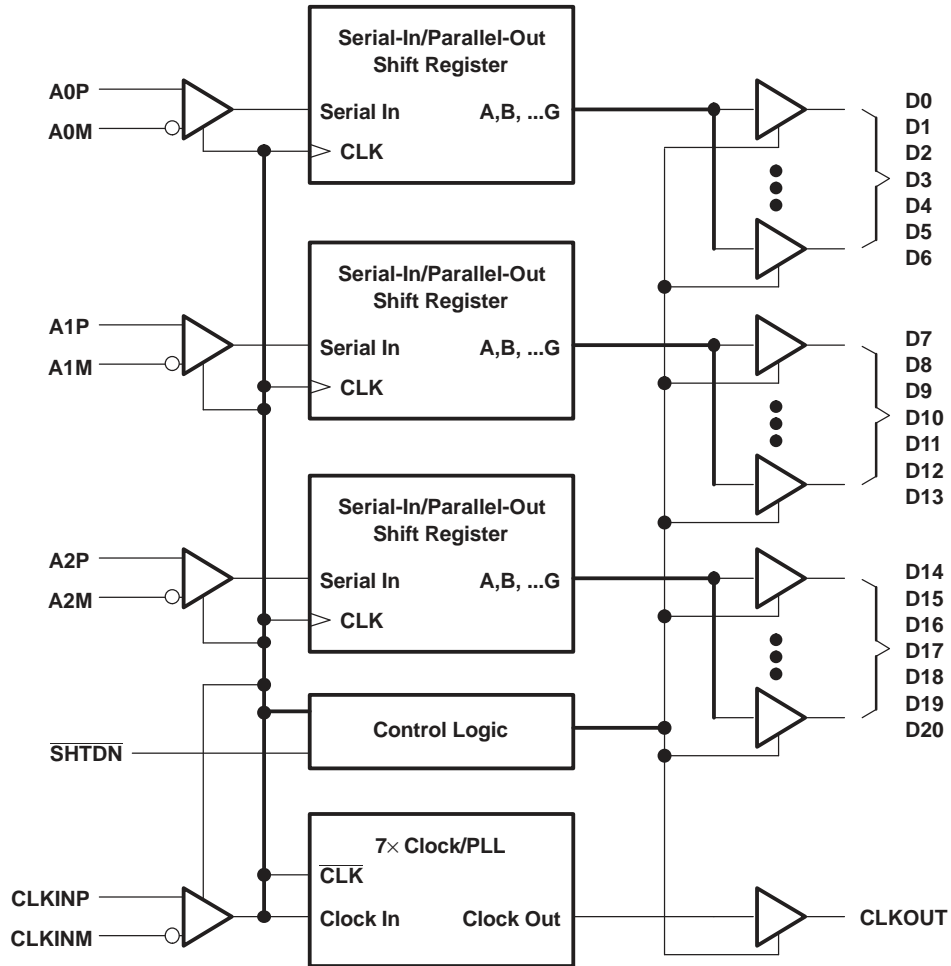 Serial-In/Parallel-Out
Shift Register
A0P
A0M
Serial In
A,B, ...G
CLK
D0
D1
D2
D3
D4
D5
D6
Serial-In/Parallel-Out
Shift Register
A1P
A1M
Serial In
A,B, ...G
CLK
D7
D8
D9
D10
D11
D12
D13
Serial-In/Parallel-Out
Shift Register
A2P
A2M
Serial In
A,B, ...G
CLK
D14
D15
D16
D17
D18
D19
D20
Control Logic
SHTDN
7× Clock/PLL
CLK
CLKINP
CLKINM
Clock In
Clock Out
CLKOUT